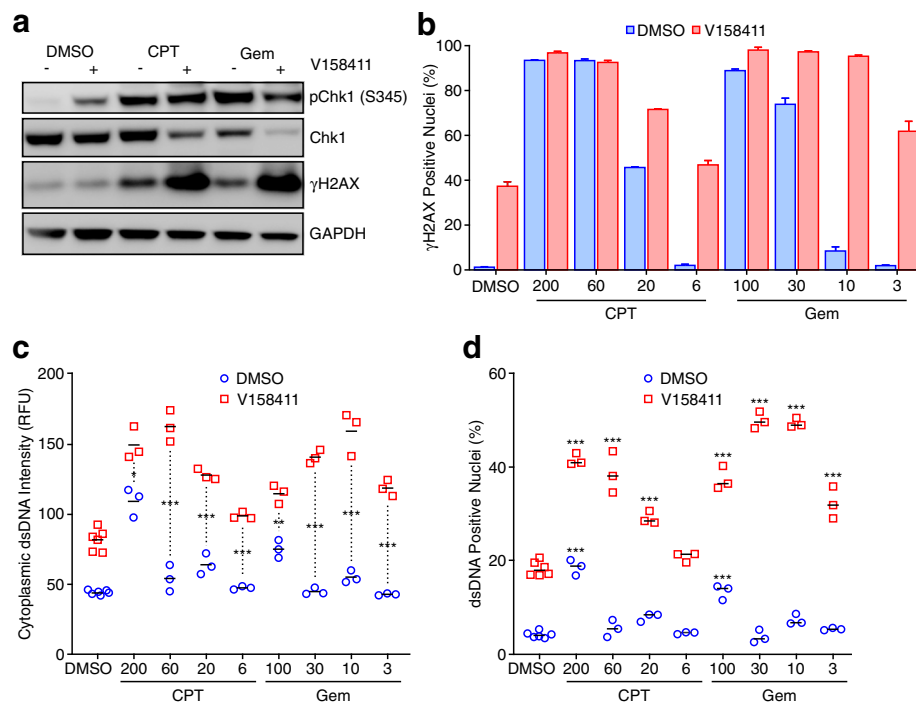 a
DMSO CPT Gem
- + - + - + V158411
pChk1 (S345)
Chk1
γH2AX
GAPDH
b
DMSO V158411
γH2AX Positive Nuclei (%)
100
80
60
40
20
0
DMSO 200 60 20 6 100 30 10 3
CPT Gem
c
DMSO
V158411
Cytoplasmic dsDNA Intensity (RFU)
200
150
100
50
0
* *** *** *** ** *** *** ***
DMSO 200 60 20 6 100 30 10 3
CPT Gem
d
DMSO
V158411
dsDNA Positive Nuclei (%)
60
40
20
0
*** *** *** *** *** *** ***
*** ***
DMSO 200 60 20 6 100 30 10 3
CPT Gem